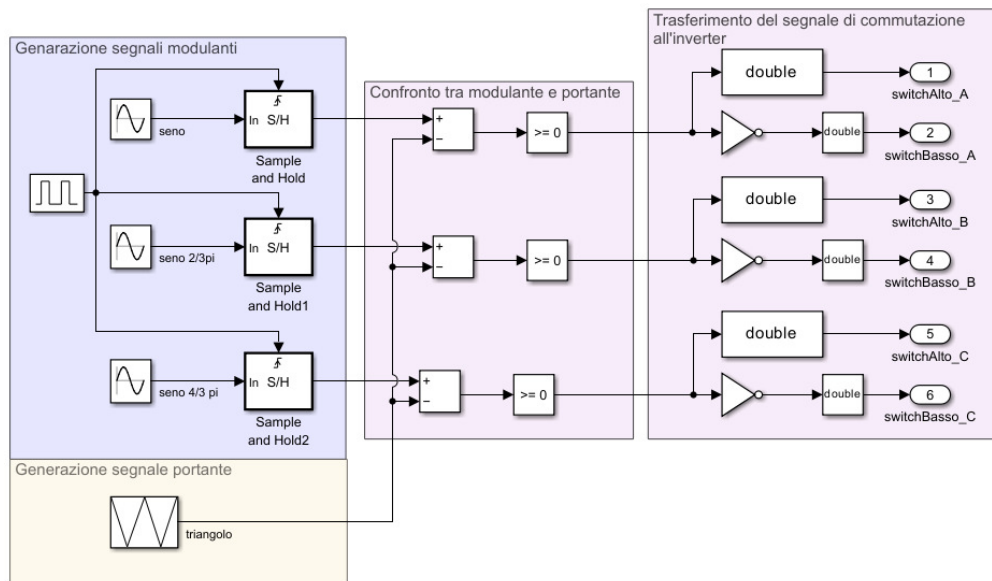 Genarazione segnali modulanti
seno
In S/H
Sample
and Hold
seno 2/3pi
In S/H
Sample
and Hold1
seno 4/3 pi
In S/H
Sample
and Hold2
Generazione segnale portante
triangolo
Confronto tra modulante e portante
+
−
>= 0
+
−
>= 0
+
−
>= 0
Trasferimento del segnale di commutazione
all'inverter
double
1
switchAlto_A
double
2
switchBasso_A
double
3
switchAlto_B
double
4
switchBasso_B
double
5
switchAlto_C
double
6
switchBasso_C